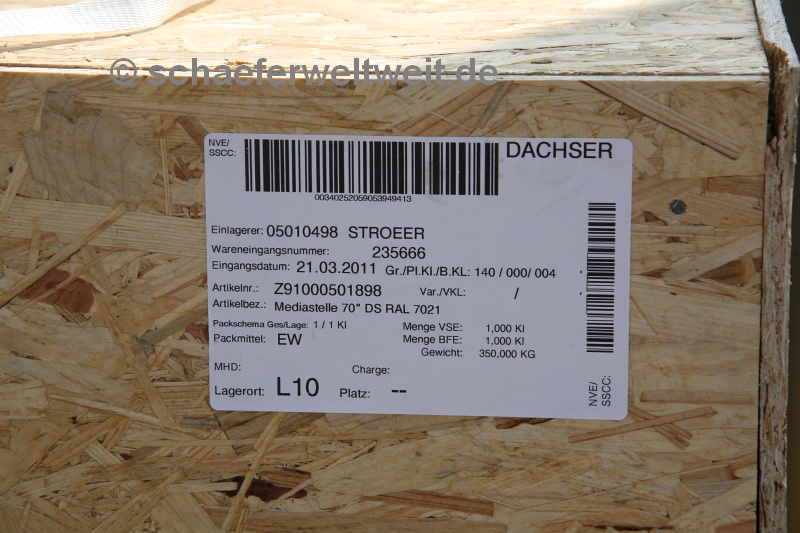 © schaeferweltweit.de
NVE/
SSCC:
DACHSER
00340252059053949413
Einlagerer: 05010498 STROEER
Wareneingangsnummer: 235666
Eingangsdatum: 21.03.2011 Gr./Pl.Kl./B.KL: 140 / 000/ 004
Artikelnr.: Z91000501898 Var./VKL: /
Artikelbez.: Mediastelle 70" DS RAL 7021
Packschema Ges/Lage: 1 / 1 KI Menge VSE: 1,000 KI
Packmittel: EW Menge BFE: 1,000 KI
Gewicht: 350,000 KG
MHD: Charge:
Lagerort: L10 Platz: --
NVE/
SSCC: